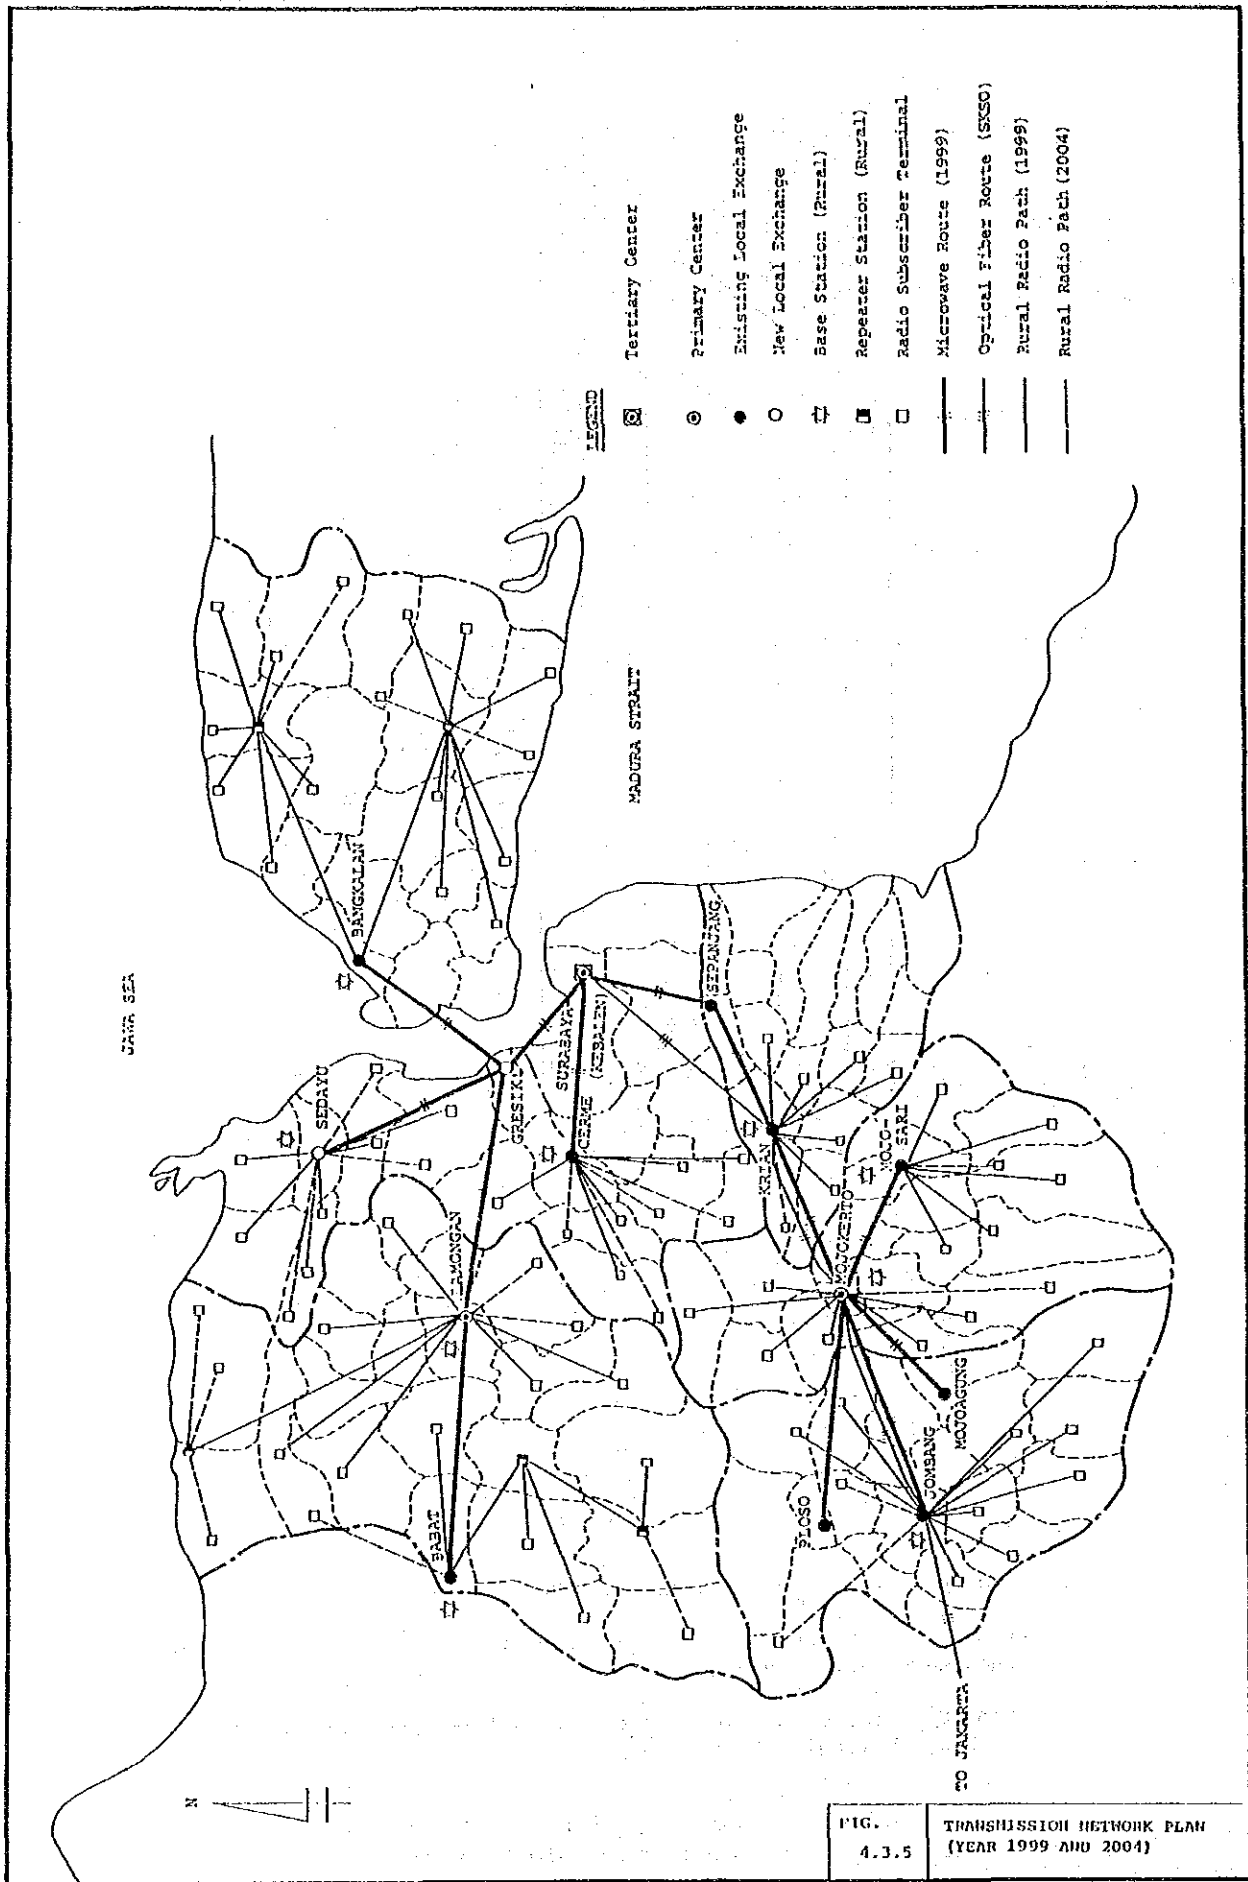 JAWA SEA
MADURA STRAIT
BANGKALAN
SEDAYU
GRESIK
SURABAYA
(KEBALEN)
CERME
LAMONGAN
BABAT
SEPANJANG
KRIAN
MOJO-
SARI
MOJOKERTO
MOJOAGUNG
JOMBANG
PLOSO
TO JAKARTA
N
LEGEND
Tertiary Center
Primary Center
Existing Local Exchange
New Local Exchange
Base Station (Rural)
Repeater Station (Rural)
Radio Subscriber Terminal
Microwave Route (1999)
Optical Fiber Route (SKSO)
Rural Radio Path (1999)
Rural Radio Path (2004)
FIG.
4.3.5
TRANSMISSION NETWORK PLAN
(YEAR 1999 AND 2004)